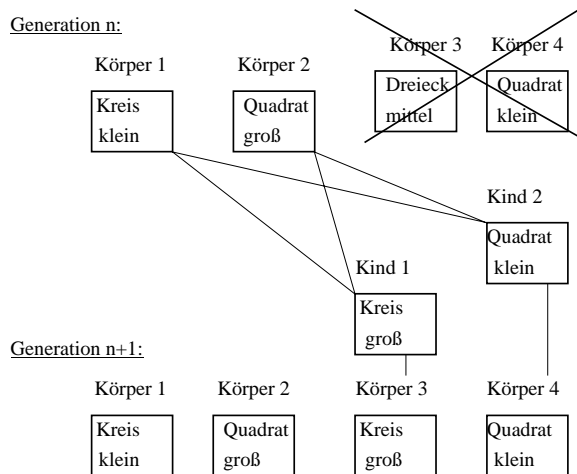 Generation n:
Körper 3
Körper 4
Körper 1
Körper 2
Dreieck
mittel
Quadrat
klein
Kreis
klein
Quadrat
groß
Kind 2
Quadrat
klein
Kind 1
Kreis
groß
Generation n+1:
Körper 1
Körper 2
Körper 3
Körper 4
Kreis
klein
Quadrat
groß
Kreis
groß
Quadrat
klein